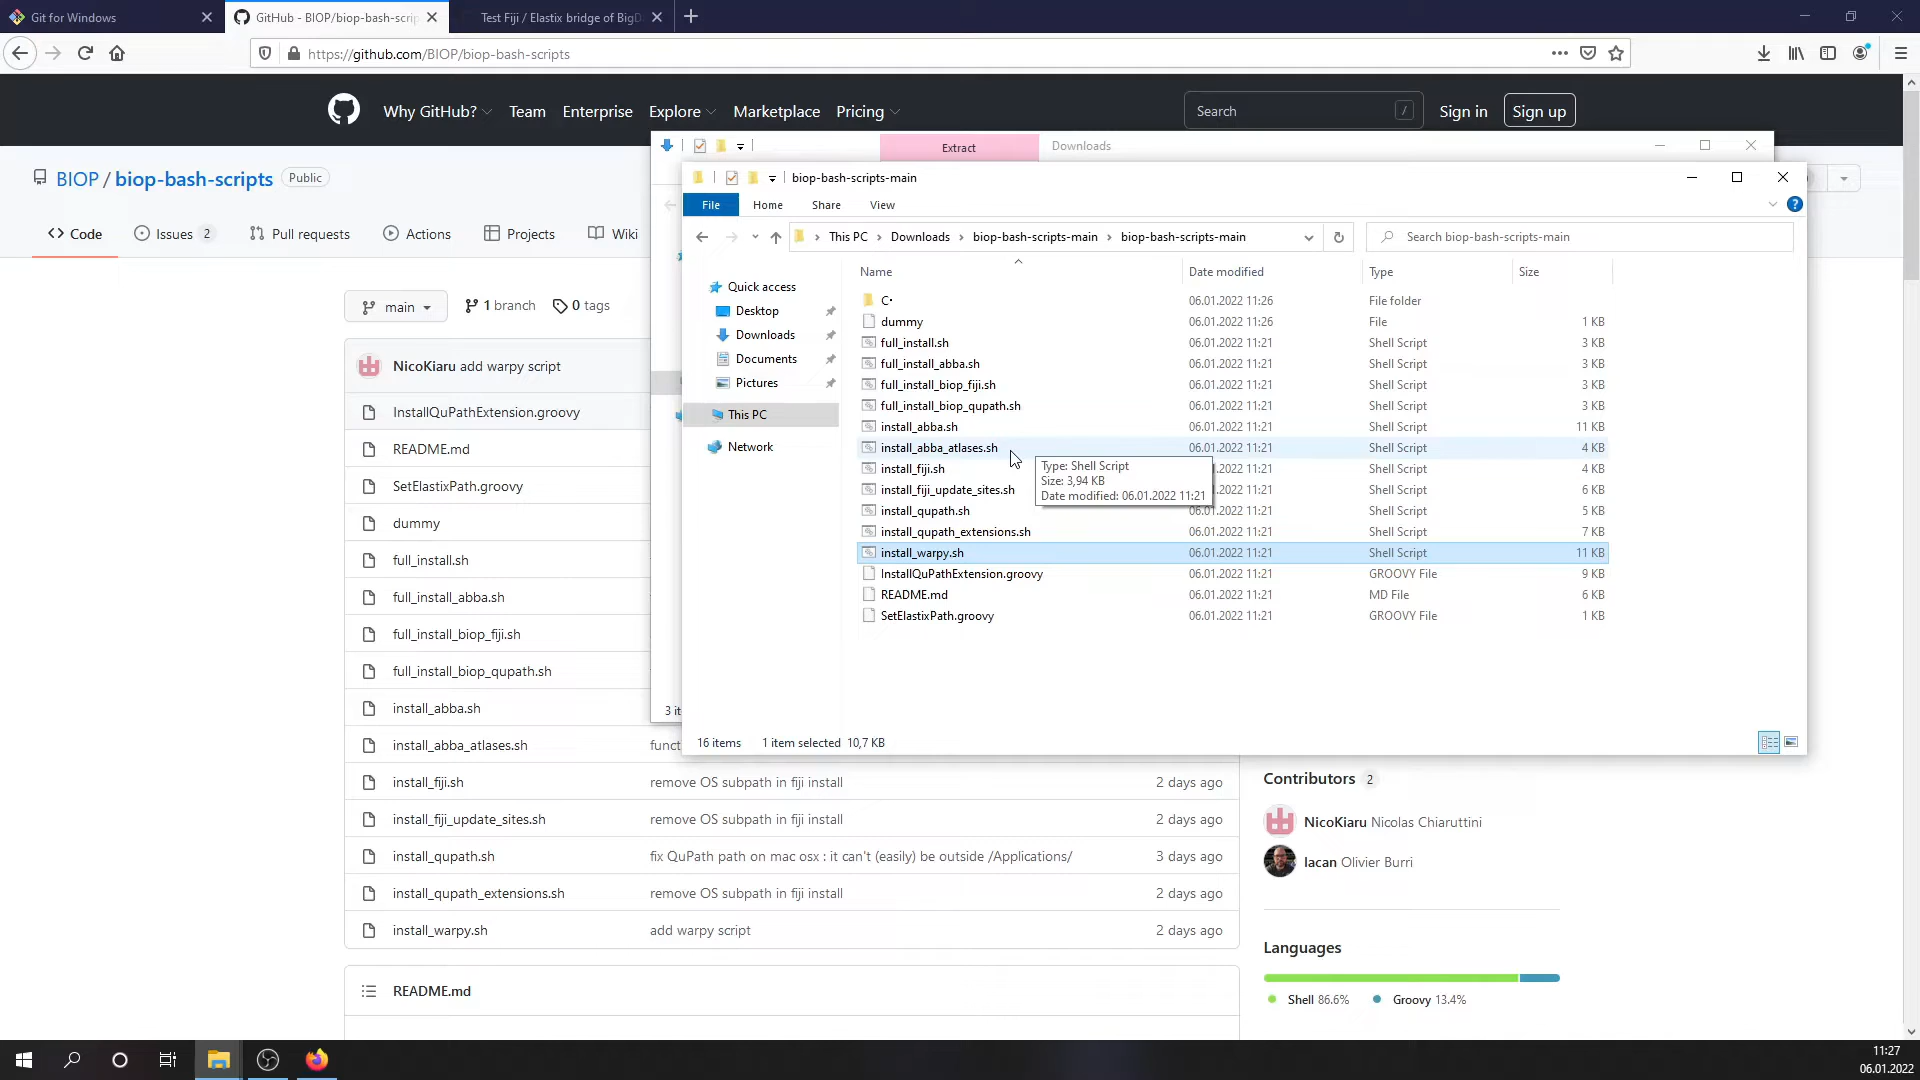 Git for Windows
GitHub - BIOP/biop-bash-scrip
Test Fiji / Elastix bridge of BigD
https://github.com/BIOP/biop-bash-scripts
Why GitHub?
Team
Enterprise
Explore
Marketplace
Pricing
Search
/
Sign in
Sign up
Extract
Downloads
BIOP / biop-bash-scripts
Public
biop-bash-scripts-main
File
Home
Share
View
Code
Issues 2
Pull requests
Actions
Projects
Wiki
This PC
Downloads
biop-bash-scripts-main
biop-bash-scripts-main
Search biop-bash-scripts-main
main
1 branch
0 tags
NicoKiaru add warpy script
InstallQuPathExtension.groovy
README.md
SetElastixPath.groovy
dummy
full_install.sh
full_install_abba.sh
full_install_biop_fiji.sh
full_install_biop_qupath.sh
install_abba.sh
install_abba_atlases.sh
funct
install_fiji.sh
remove OS subpath in fiji install
2 days ago
install_fiji_update_sites.sh
remove OS subpath in fiji install
2 days ago
install_qupath.sh
fix QuPath path on mac osx : it can't (easily) be outside /Applications/
3 days ago
install_qupath_extensions.sh
remove OS subpath in fiji install
2 days ago
install_warpy.sh
add warpy script
2 days ago
README.md
Quick access
Desktop
Downloads
Documents
Pictures
This PC
Network
Name
Date modified
Type
Size
C
06.01.2022 11:26
File folder
dummy
06.01.2022 11:26
File
1 KB
full_install.sh
06.01.2022 11:21
Shell Script
3 KB
full_install_abba.sh
06.01.2022 11:21
Shell Script
3 KB
full_install_biop_fiji.sh
06.01.2022 11:21
Shell Script
3 KB
full_install_biop_qupath.sh
06.01.2022 11:21
Shell Script
3 KB
install_abba.sh
06.01.2022 11:21
Shell Script
11 KB
install_abba_atlases.sh
06.01.2022 11:21
Shell Script
4 KB
install_fiji.sh
06.01.2022 11:21
Shell Script
4 KB
install_fiji_update_sites.sh
06.01.2022 11:21
Shell Script
6 KB
install_qupath.sh
06.01.2022 11:21
Shell Script
5 KB
install_qupath_extensions.sh
06.01.2022 11:21
Shell Script
7 KB
install_warpy.sh
06.01.2022 11:21
Shell Script
11 KB
InstallQuPathExtension.groovy
06.01.2022 11:21
GROOVY File
9 KB
README.md
06.01.2022 11:21
MD File
6 KB
SetElastixPath.groovy
06.01.2022 11:21
GROOVY File
1 KB
Type: Shell Script
Size: 3,94 KB
Date modified: 06.01.2022 11:21
3 it
16 items
1 item selected 10,7 KB
Contributors 2
NicoKiaru Nicolas Chiaruttini
lacan Olivier Burri
Languages
Shell 86.6%
Groovy 13.4%
11:27
06.01.2022